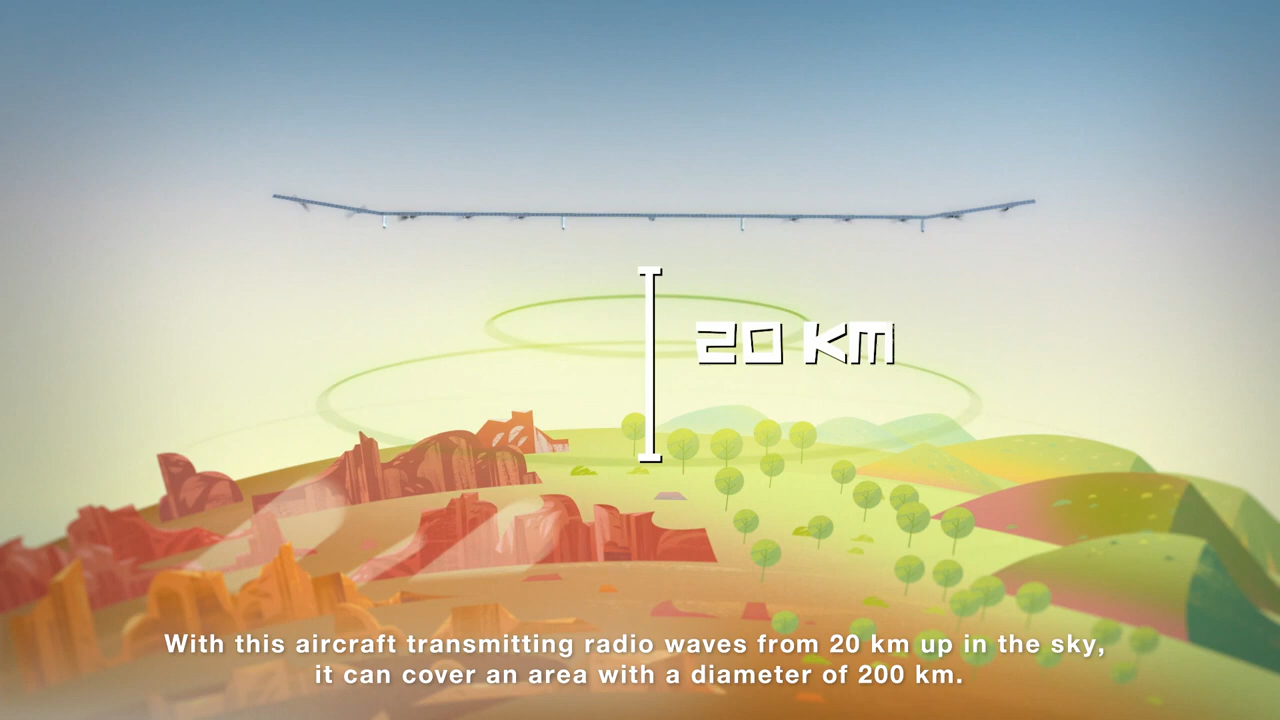 20 KM
With this aircraft transmitting radio waves from 20 km up in the sky,
it can cover an area with a diameter of 200 km.